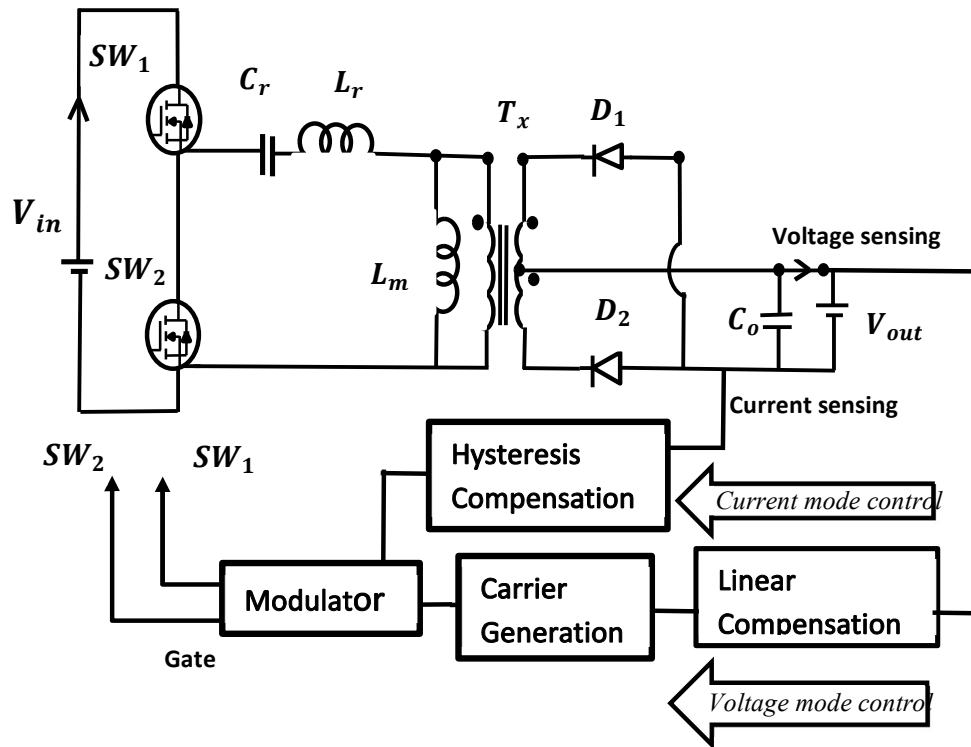 SW₁
Cᵣ
Lᵣ
Tₓ
D₁
Vᵢₙ
SW₂
Lₘ
Voltage sensing
D₂
Cₒ
Vₒᵤₜ
Current sensing
SW₂
SW₁
Hysteresis
Compensation
Current mode control
Modulator
Carrier
Generation
Linear
Compensation
Gate
Voltage mode control